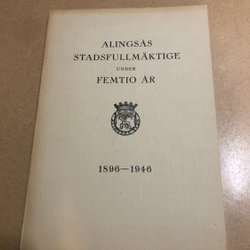 ALINGSÅS
STADSFULLMÄKTIGE
UNDER
FEMTIO ÅR
1896—1946